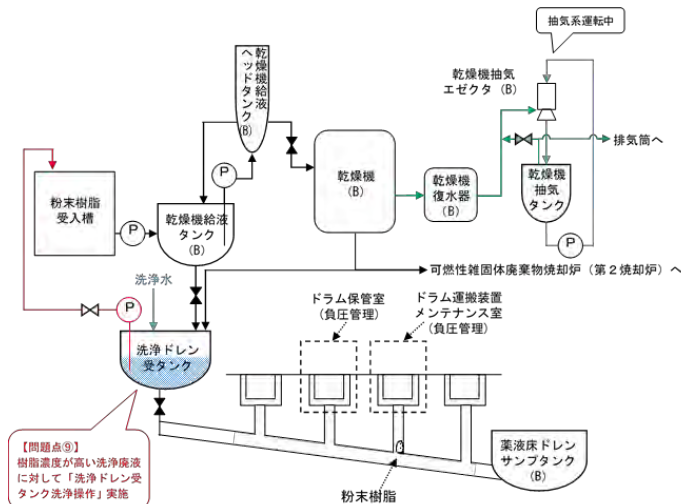 抽気系運転中
乾燥機給液
ヘッドタンク
(B)
乾燥機抽気
エゼクタ (B)
排気筒へ
粉末樹脂
受入槽
P
P
乾燥機給液
タンク
(B)
乾燥機
(B)
乾燥機
復水器
(B)
乾燥機
抽気
タンク
P
洗浄水
P
可燃性雑固体廃棄物焼却炉（第２焼却炉）へ
ドラム保管室
（負圧管理）
ドラム運搬装置
メンテナンス室
（負圧管理）
洗浄ドレン
受タンク
【問題点⑨】
樹脂濃度が高い洗浄廃液
に対して「洗浄ドレン受
タンク洗浄操作」実施
粉末樹脂
薬液床ドレン
サンプタンク
(B)